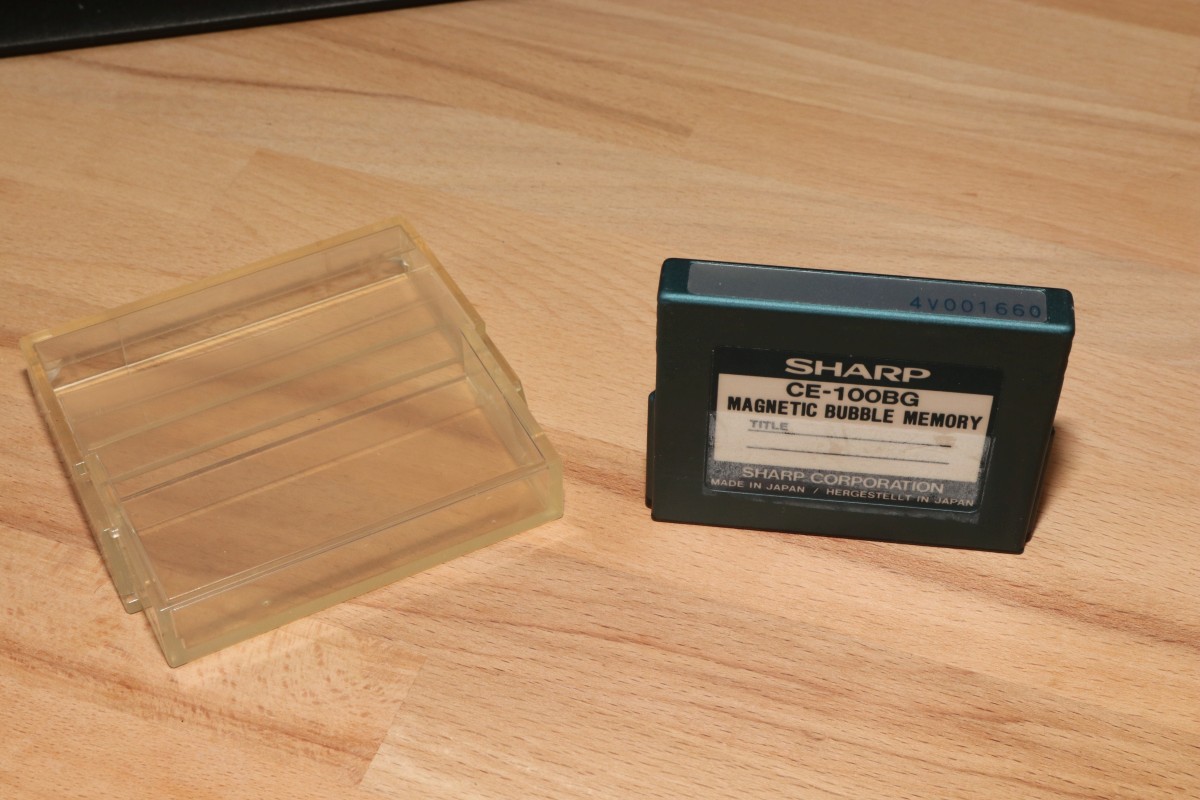 4V001660
SHARP
CE-100BG
MAGNETIC BUBBLE MEMORY
TITLE
SHARP CORPORATION
MADE IN JAPAN / HERGESTELLT IN JAPAN